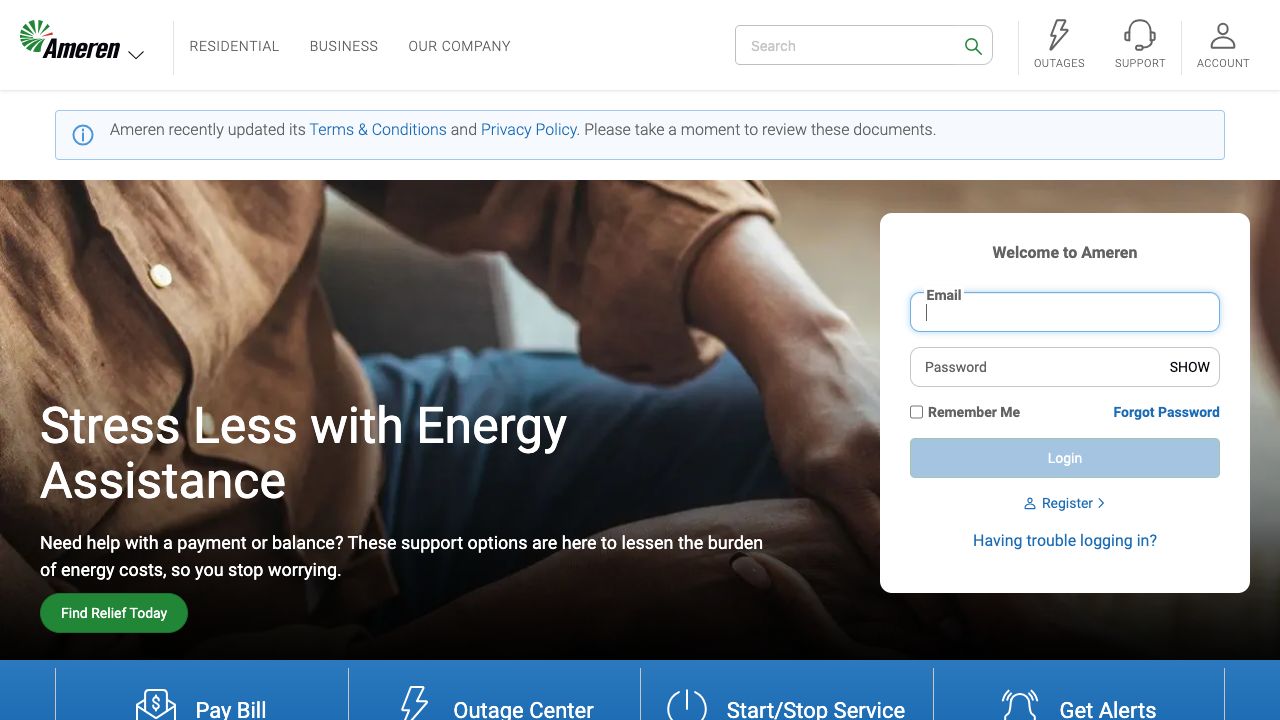 Ameren
RESIDENTIAL
BUSINESS
OUR COMPANY
Search
OUTAGES
SUPPORT
ACCOUNT
Ameren recently updated its Terms & Conditions and Privacy Policy. Please take a moment to review these documents.
Welcome to Ameren
Email
Password
SHOW
Remember Me
Forgot Password
Login
Register
Having trouble logging in?
Stress Less with Energy
Assistance
Need help with a payment or balance? These support options are here to lessen the burden
of energy costs, so you stop worrying.
Find Relief Today
Pay Bill
Outage Center
Start/Stop Service
Get Alerts